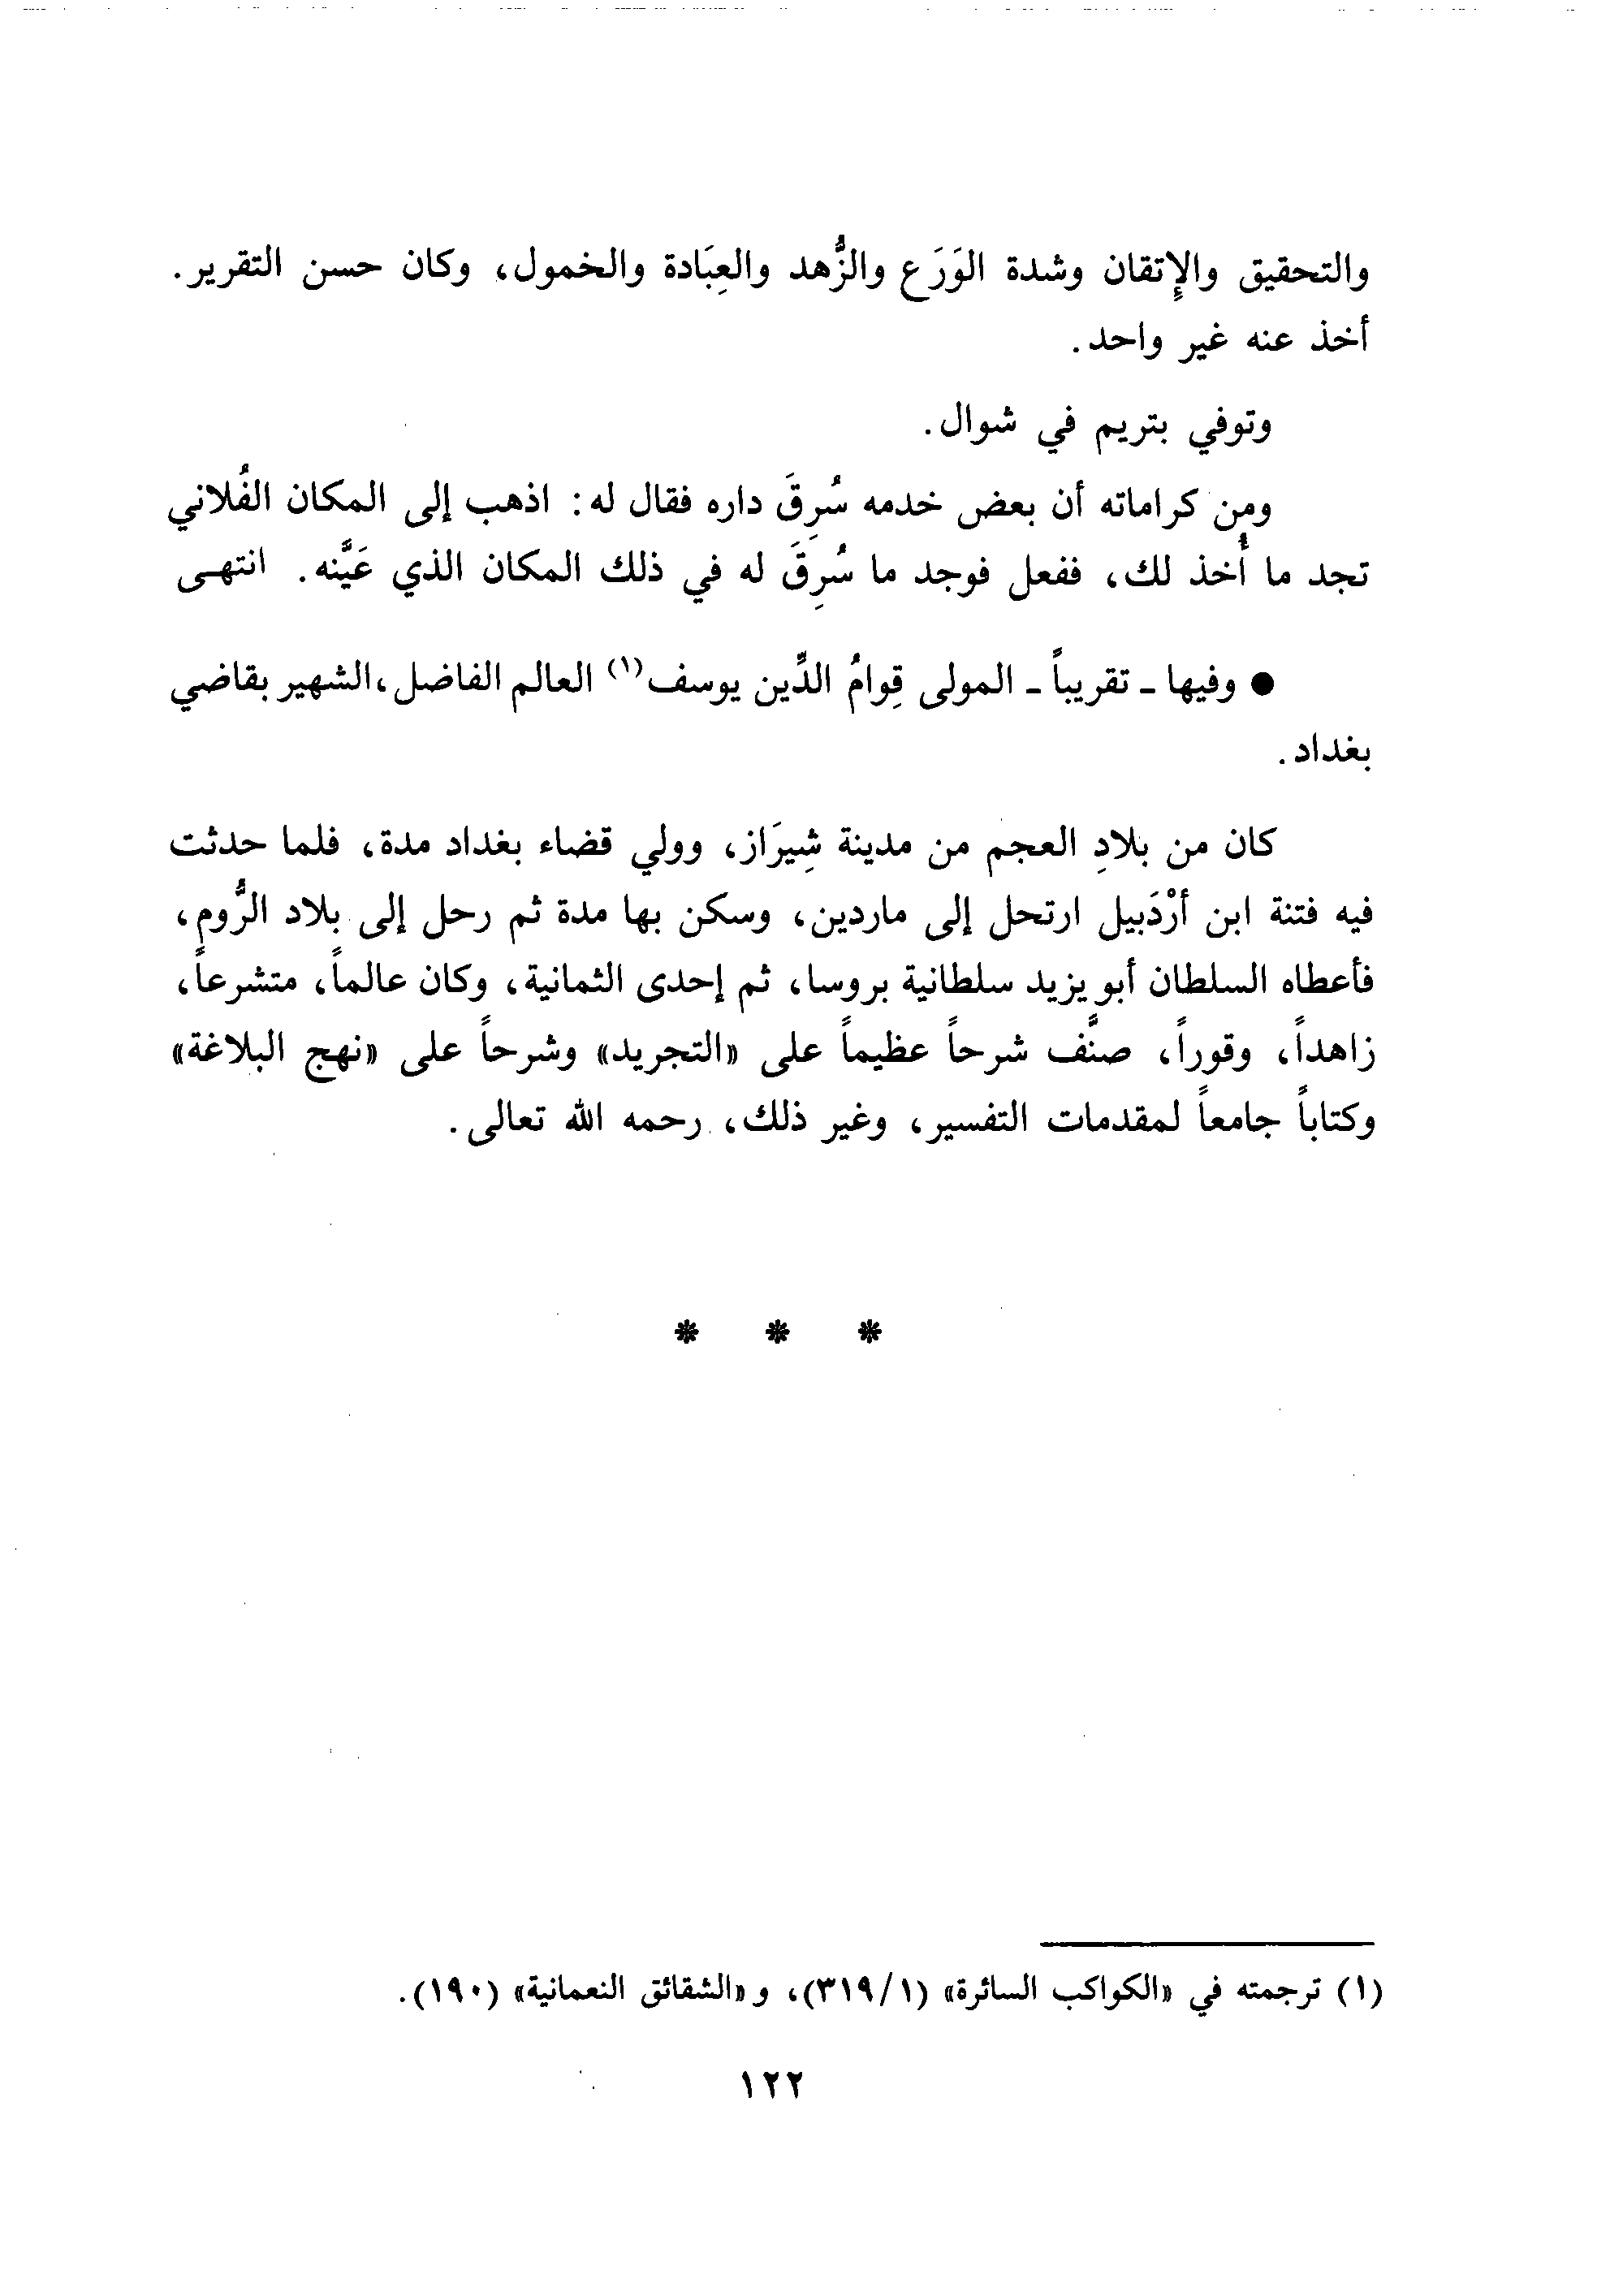 والتحقيق والإِتقان وشدة الوَرَع والزُّهد والعِبَادة والخمول، وكان حسن التقرير.
أخذ عنه غير واحد.
وتوفي بتريم في شوال.
ومن كراماته أن بعض خدمه سُرِقَ داره فقال له: اذهب إلى المكان الفُلاني
تجد ما أُخذ لك، ففعل فوجد ما سُرِقَ له في ذلك المكان الذي عَيَّنه. انتهى
● وفيها ـ تقريباً ـ المولى قِوامُ الدِّين يوسف(١) العالم الفاضل، الشهير بقاضي
بغداد.
كان من بلادِ العجم من مدينة شِيرَاز، وولي قضاء بغداد مدة، فلما حدثت
فيه فتنة ابن أرْدَبيل ارتحل إلى ماردين، وسكن بها مدة ثم رحل إلى بلاد الرُّوم،
فأعطاه السلطان أبو يزيد سلطانية بروسا، ثم إحدى الثمانية، وكان عالماً، متشرعاً،
زاهداً، وقوراً، صنَّف شرحاً عظيماً على «التجريد» وشرحاً على «نهج البلاغة»
وكتاباً جامعاً لمقدمات التفسير، وغير ذلك، رحمه الله تعالى.
* * *
(١) ترجمته في «الكواكب السائرة» (٣١٩/١)، و «الشقائق النعمانية» (١٩٠).
١٢٢